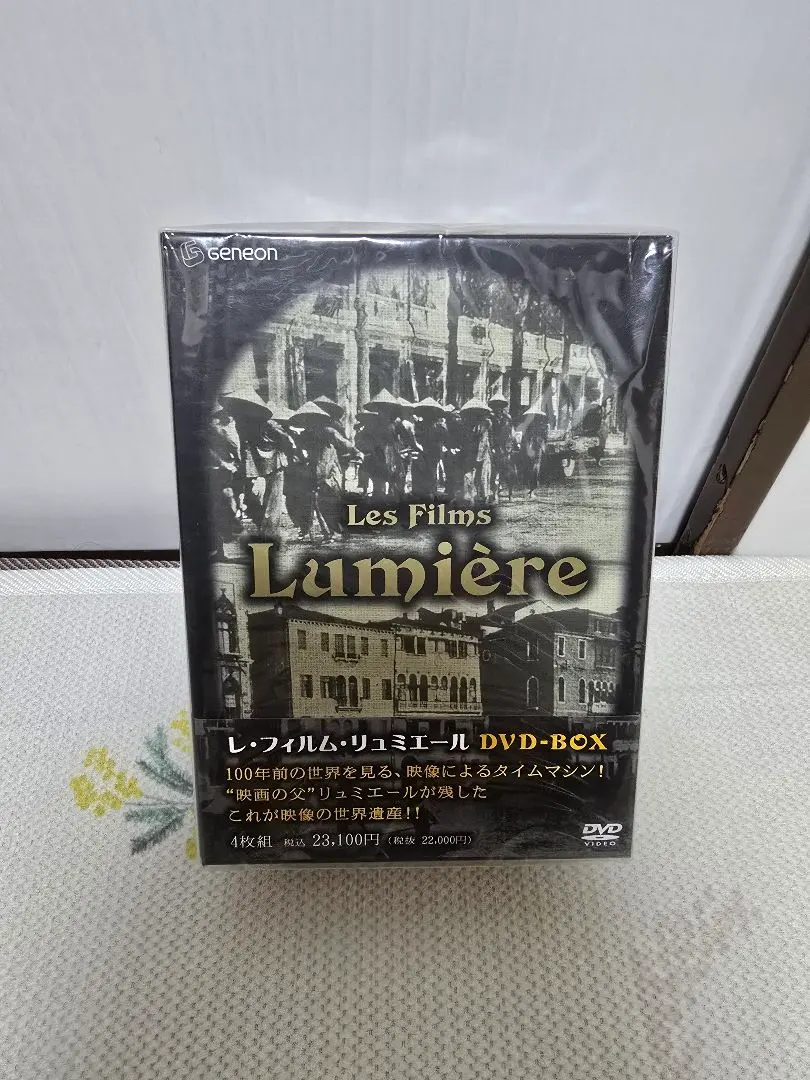 Geneon
Les Films
Lumière
レ・フィルム・リュミエール DVD-BOX
100年前の世界を見る、映像によるタイムマシン!
“映画の父”リュミエールが残した
これが映像の世界遺産!!
4枚組 税込 23,100円 (税抜 22,000円)
DVD
VIDEO